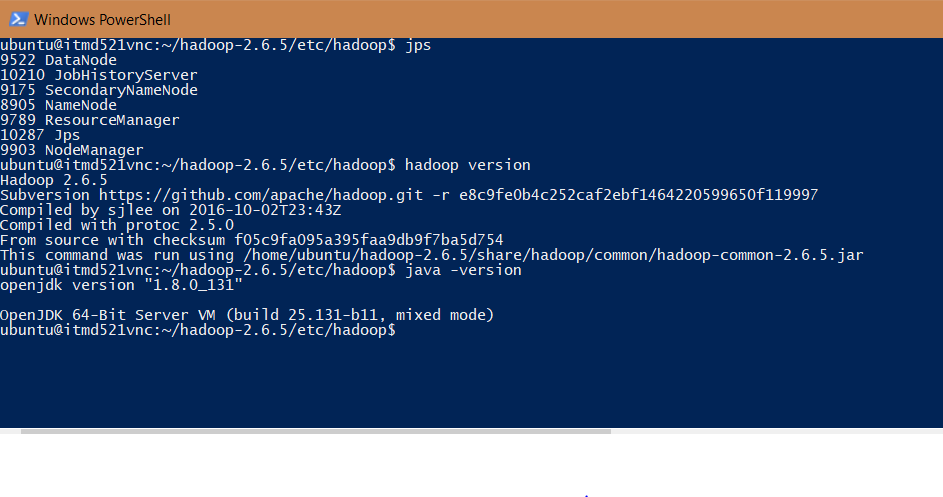 Windows PowerShell
ubuntu@itmd521vnc:~/hadoop-2.6.5/etc/hadoop$ jps
9522 DataNode
10210 JobHistoryServer
9175 SecondaryNameNode
8905 NameNode
9789 ResourceManager
10287 Jps
9903 NodeManager
ubuntu@itmd521vnc:~/hadoop-2.6.5/etc/hadoop$ hadoop version
Hadoop 2.6.5
Subversion https://github.com/apache/hadoop.git -r e8c9fe0b4c252caf2ebf1464220599650f119997
Compiled by sjlee on 2016-10-02T23:43Z
Compiled with protoc 2.5.0
From source with checksum f05c9fa095a395faa9db9f7ba5d754
This command was run using /home/ubuntu/hadoop-2.6.5/share/hadoop/common/hadoop-common-2.6.5.jar
ubuntu@itmd521vnc:~/hadoop-2.6.5/etc/hadoop$ java -version
openjdk version "1.8.0_131"
OpenJDK 64-Bit Server VM (build 25.131-b11, mixed mode)
ubuntu@itmd521vnc:~/hadoop-2.6.5/etc/hadoop$